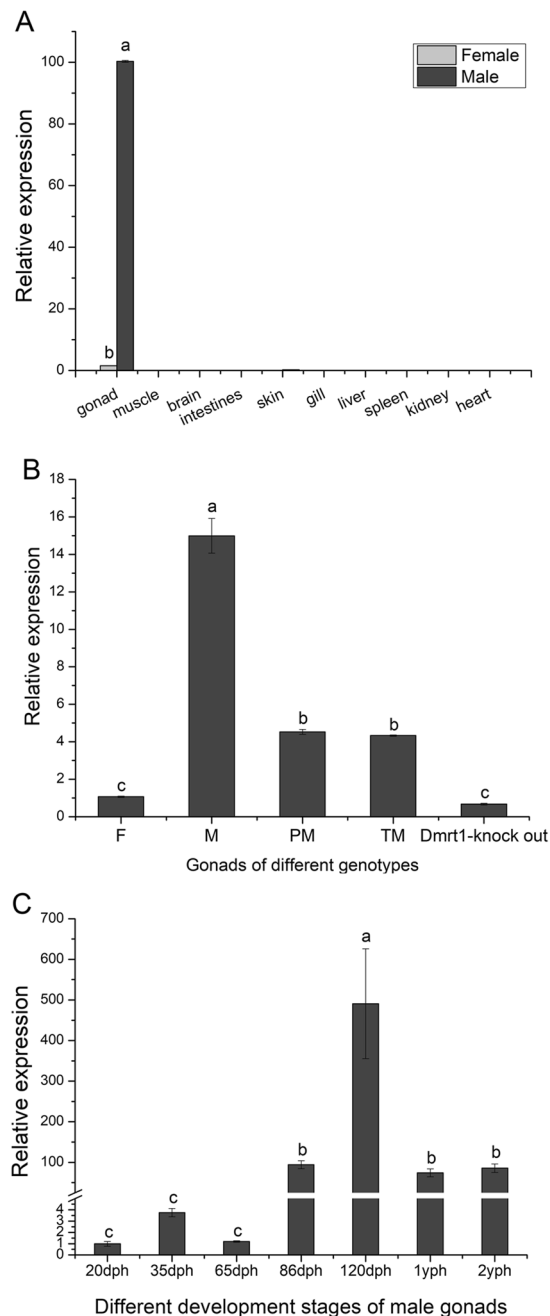 A
a
Female
Male
100
80
60
40
20
0
Relative expression
b
gonad
muscle
brain
intestines
skin
gill
liver
spleen
kidney
heart
B
18
16
14
12
10
8
6
4
2
0
Relative expression
c
a
b
b
c
F M PM TM Dmrt1-knock out
Gonads of different genotypes
C
700
600
500
400
300
200
100
4
3
2
1
0
Relative expression
c
c
c
b
a
b
b
20dph 35dph 65dph 86dph 120dph 1yph 2yph
Different development stages of male gonads